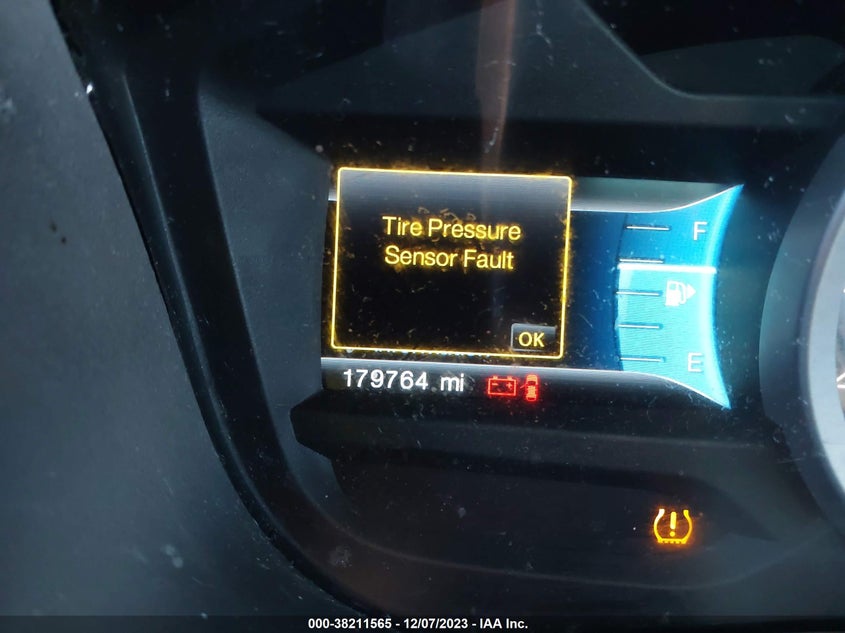 Tire Pressure
Sensor Fault
OK
F
E
179764 mi
000-38211565 - 12/07/2023 - IAA Inc.